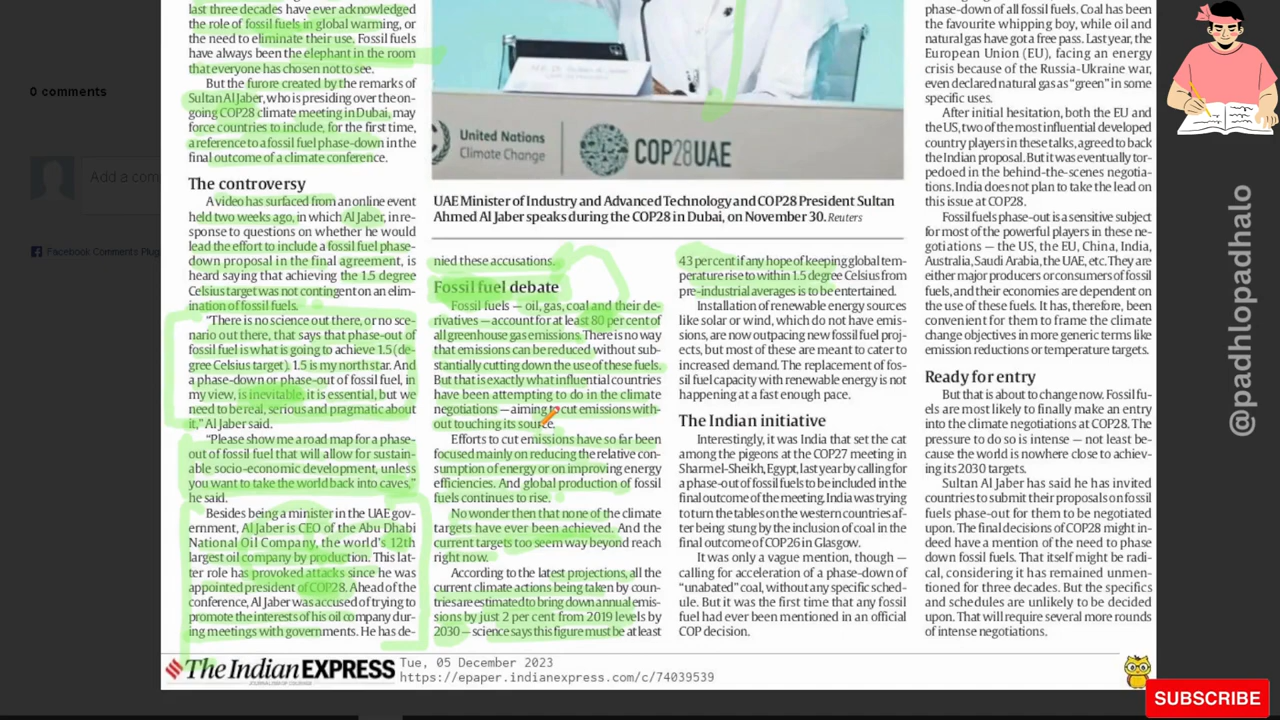 0 comments
Add a com
Facebook Comments Plug
last three decades have ever acknowledged
the role of fossil fuels in global warming, or
the need to eliminate their use. Fossil fuels
have always been the elephant in the room
that everyone has chosen not to see.
But the furore created by the remarks of
Sultan Al Jaber, who is presiding over the on-
going COP28 climate meeting in Dubai, may
force countries to include, for the first time,
a reference to a fossil fuel phase-down in the
final outcome of a climate conference.
The controversy
A video has surfaced from an online event
held two weeks ago, in which Al Jaber, in re-
sponse to questions on whether he would
lead the effort to include a fossil fuel phase-
down proposal in the final agreement, is
heard saying that achieving the 1.5 degree
Celsius target was not contingent on an elim-
ination of fossil fuels.
"There is no science out there, or no sce-
nario out there, that says that phase-out of
fossil fuel is what is going to achieve 1.5 (de-
gree Celsius target). 1.5 is my north star. And
a phase-down or phase-out of fossil fuel, in
my view, is inevitable, it is essential, but we
need to be real, serious and pragmatic about
it," Al Jaber said.
"Please show me a road map for a phase-
out of fossil fuel that will allow for sustain-
able socio-economic development, unless
you want to take the world back into caves,"
he said.
Besides being a minister in the UAE gov-
ernment, Al Jaber is CEO of the Abu Dhabi
National Oil Company, the world's 12th
largest oil company by production. This lat-
ter role has provoked attacks since he was
appointed president of COP28. Ahead of the
conference, Al Jaber was accused of trying to
promote the interests of his oil company dur-
ing meetings with governments. He has de-
United Nations
Climate Change
COP28UAE
UAE Minister of Industry and Advanced Technology and COP28 President Sultan
Ahmed Al Jaber speaks during the COP28 in Dubai, on November 30. Reuters
nied these accusations.
Fossil fuel debate
Fossil fuels — oil, gas, coal and their de-
rivatives — account for at least 80 per cent of
all greenhouse gas emissions. There is no way
that emissions can be reduced without sub-
stantially cutting down the use of these fuels.
But that is exactly what influential countries
have been attempting to do in the climate
negotiations — aiming to cut emissions with-
out touching its source.
Efforts to cut emissions have so far been
focused mainly on reducing the relative con-
sumption of energy or on improving energy
efficiencies. And global production of fossil
fuels continues to rise.
No wonder then that none of the climate
targets have ever been achieved. And the
current targets too seem way beyond reach
right now.
According to the latest projections, all the
current climate actions being taken by coun-
tries are estimated to bring down annual emis-
sions by just 2 per cent from 2019 levels by
2030 — science says this figure must be at least
43 per cent if any hope of keeping global tem-
perature rise to within 1.5 degree Celsius from
pre-industrial averages is to be entertained.
Installation of renewable energy sources
like solar or wind, which do not have emis-
sions, are now outpacing new fossil fuel proj-
ects, but most of these are meant to cater to
increased demand. The replacement of fos-
sil fuel capacity with renewable energy is not
happening at a fast enough pace.
The Indian initiative
Interestingly, it was India that set the cat
among the pigeons at the COP27 meeting in
Sharmel-Sheikh, Egypt, last year by calling for
a phase-out of fossil fuels to be included in the
final outcome of the meeting. India was trying
to turn the tables on the western countries af-
ter being stung by the inclusion of coal in the
final outcome of COP26 in Glasgow.
It was only a vague mention, though —
calling for acceleration of a phase-down of
"unabated" coal, without any specific sched-
ule. But it was the first time that any fossil
fuel had ever been mentioned in an official
COP decision.
phase-down of all fossil fuels. Coal has been
the favourite whipping boy, while oil and
natural gas have got a free pass. Last year, the
European Union (EU), facing an energy
crisis because of the Russia-Ukraine war,
even declared natural gas as "green" in some
specific uses.
After initial hesitation, both the EU and
the US, two of the most influential developed
country players in these talks, agreed to back
the Indian proposal. But it was eventually tor-
pedoed in the behind-the-scenes negotia-
tions. India does not plan to take the lead on
this issue at COP28.
Fossil fuels phase-out is a sensitive subject
for most of the powerful players in these ne-
gotiations — the US, the EU, China, India,
Australia, Saudi Arabia, the UAE, etc. They are
either major producers or consumers of fossil
fuels, and their economies are dependent on
the use of these fuels. It has, therefore, been
convenient for them to frame the climate
change objectives in more generic terms like
emission reductions or temperature targets.
Ready for entry
But that is about to change now. Fossil fu-
els are most likely to finally make an entry
into the climate negotiations at COP28. The
pressure to do so is intense — not least be-
cause the world is nowhere close to achiev-
ing its 2030 targets.
Sultan Al Jaber has said he has invited
countries to submit their proposals on fossil
fuels phase-out for them to be negotiated
upon. The final decisions of COP28 might in-
deed have a mention of the need to phase
down fossil fuels. That itself might be radi-
cal, considering it has remained unmen-
tioned for three decades. But the specifics
and schedules are unlikely to be decided
upon. That will require several more rounds
of intense negotiations.
The Indian EXPRESS
Tue, 05 December 2023
https://epaper.indianexpress.com/c/74039539
@padhlopadhalo
SUBSCRIBE